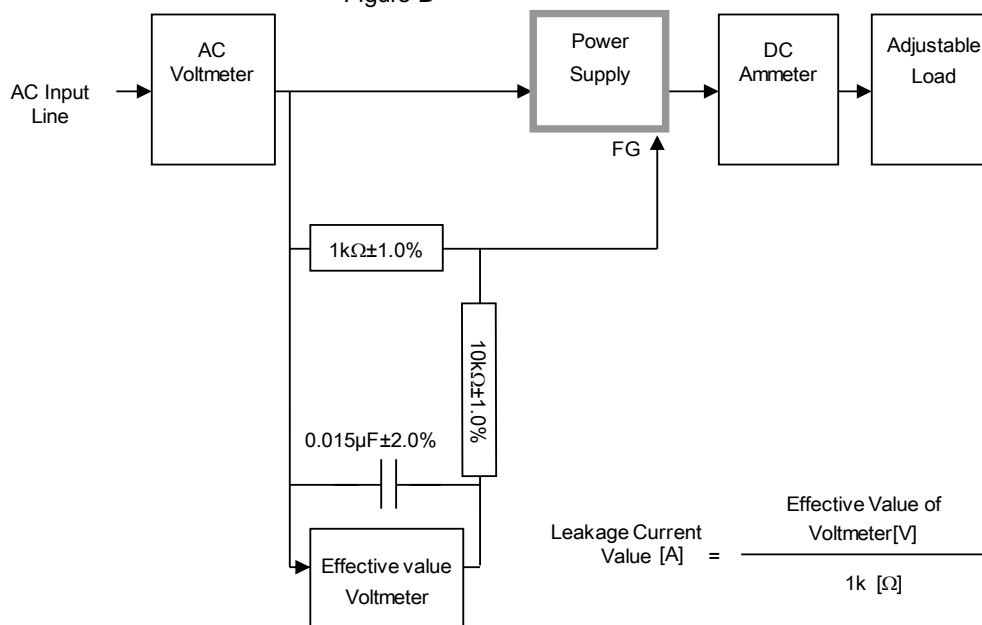 AC
Voltmeter
Power
Supply
DC
Ammeter
Adjustable
Load
AC Input
Line
FG
1kΩ±1.0%
10kΩ±1.0%
0.015µF±2.0%
Effective value
Voltmeter
Leakage Current
Value [A] =
Effective Value of
Voltmeter[V]
1k [Ω]